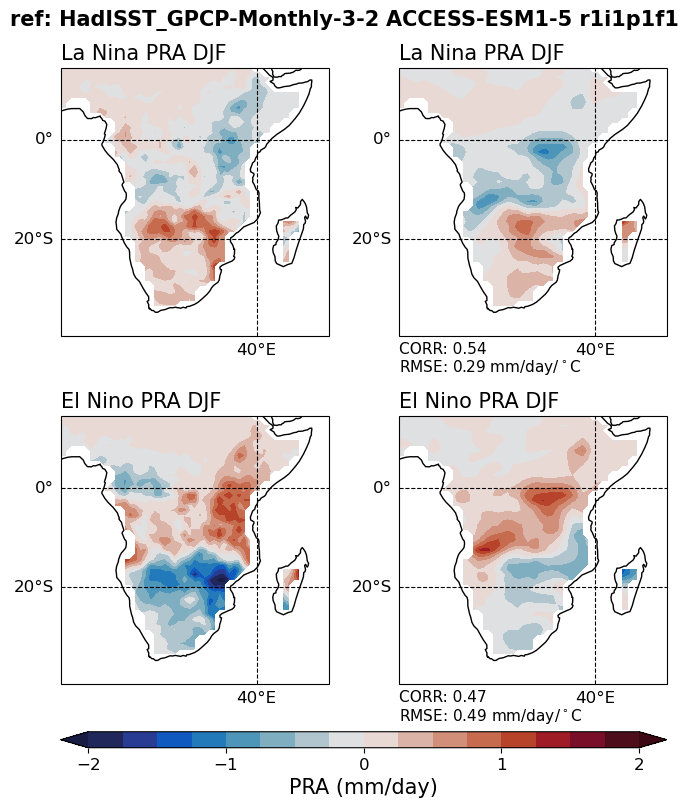 ref: HadISST_GPCP-Monthly-3-2 ACCESS-ESM1-5 r1i1p1f1
La Nina PRA DJF
La Nina PRA DJF
0°
0°
20°S
20°S
40°E
40°E
CORR: 0.54
RMSE: 0.29 mm/day/°C
El Nino PRA DJF
El Nino PRA DJF
0°
0°
20°S
20°S
40°E
40°E
CORR: 0.47
RMSE: 0.49 mm/day/°C
−2 −1 0 1 2
PRA (mm/day)